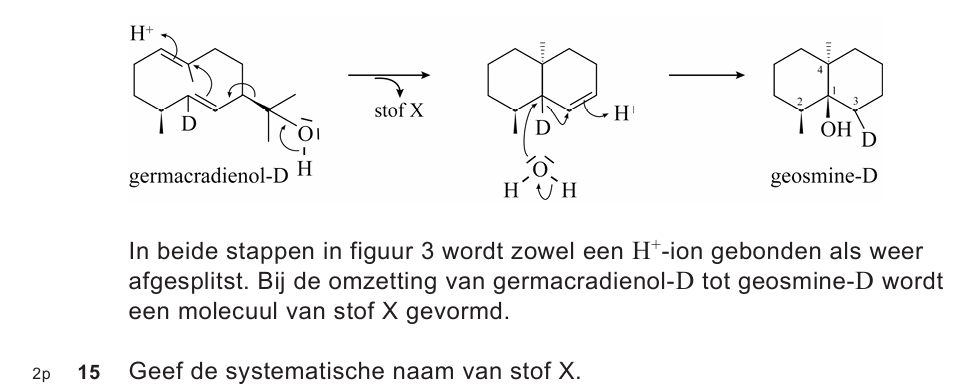 H⁺
D
O
H
germacradienol-D
stof X
D
H
O
H H
4
1
2
3
OH
D
geosmine-D
In beide stappen in figuur 3 wordt zowel een H⁺-ion gebonden als weer
afgesplitst. Bij de omzetting van germacradienol-D tot geosmine-D wordt
een molecuul van stof X gevormd.
2p 15 Geef de systematische naam van stof X.